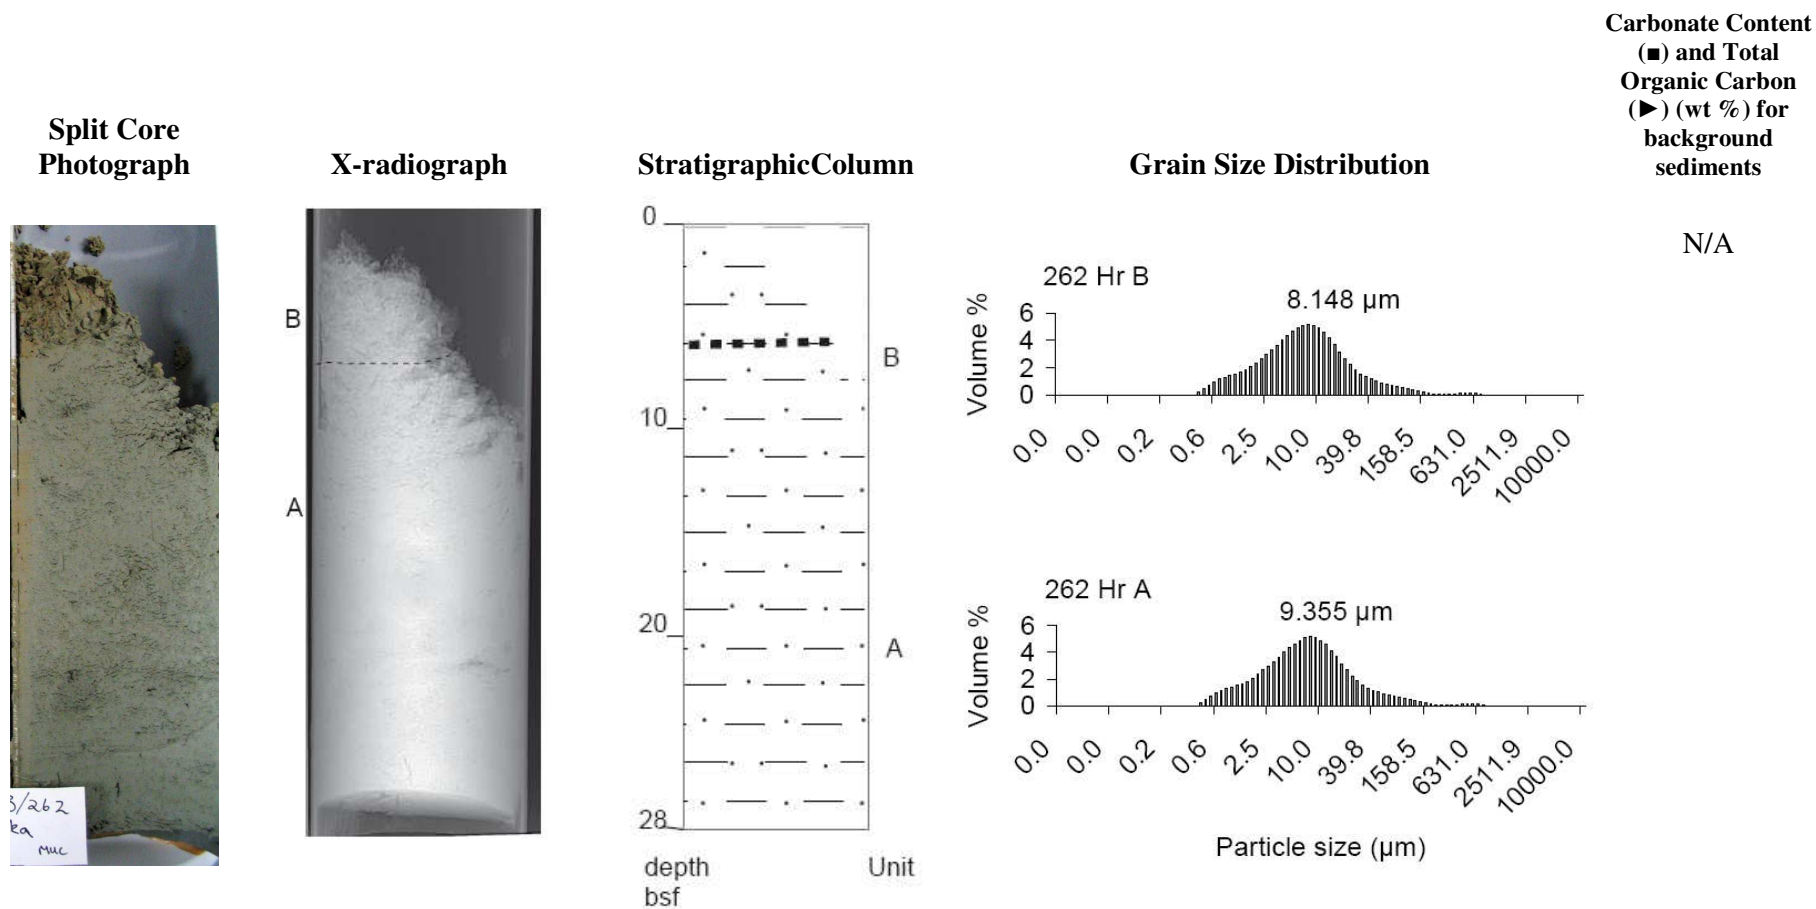 Carbonate Content
(■) and Total
Organic Carbon
(►) (wt %) for
background
sediments
Split Core
Photograph
X-radiograph
StratigraphicColumn
Grain Size Distribution
N/A
B
A
3/262
MUC
0
10
20
28
B
A
depth
bsf
Unit
262 Hr B
8.148 µm
Volume %
6
4
2
0
0.0
0.0
0.2
0.6
2.5
10.0
39.8
158.5
631.0
2511.9
10000.0
262 Hr A
9.355 µm
Volume %
6
4
2
0
0.0
0.0
0.2
0.6
2.5
10.0
39.8
158.5
631.0
2511.9
10000.0
Particle size (µm)